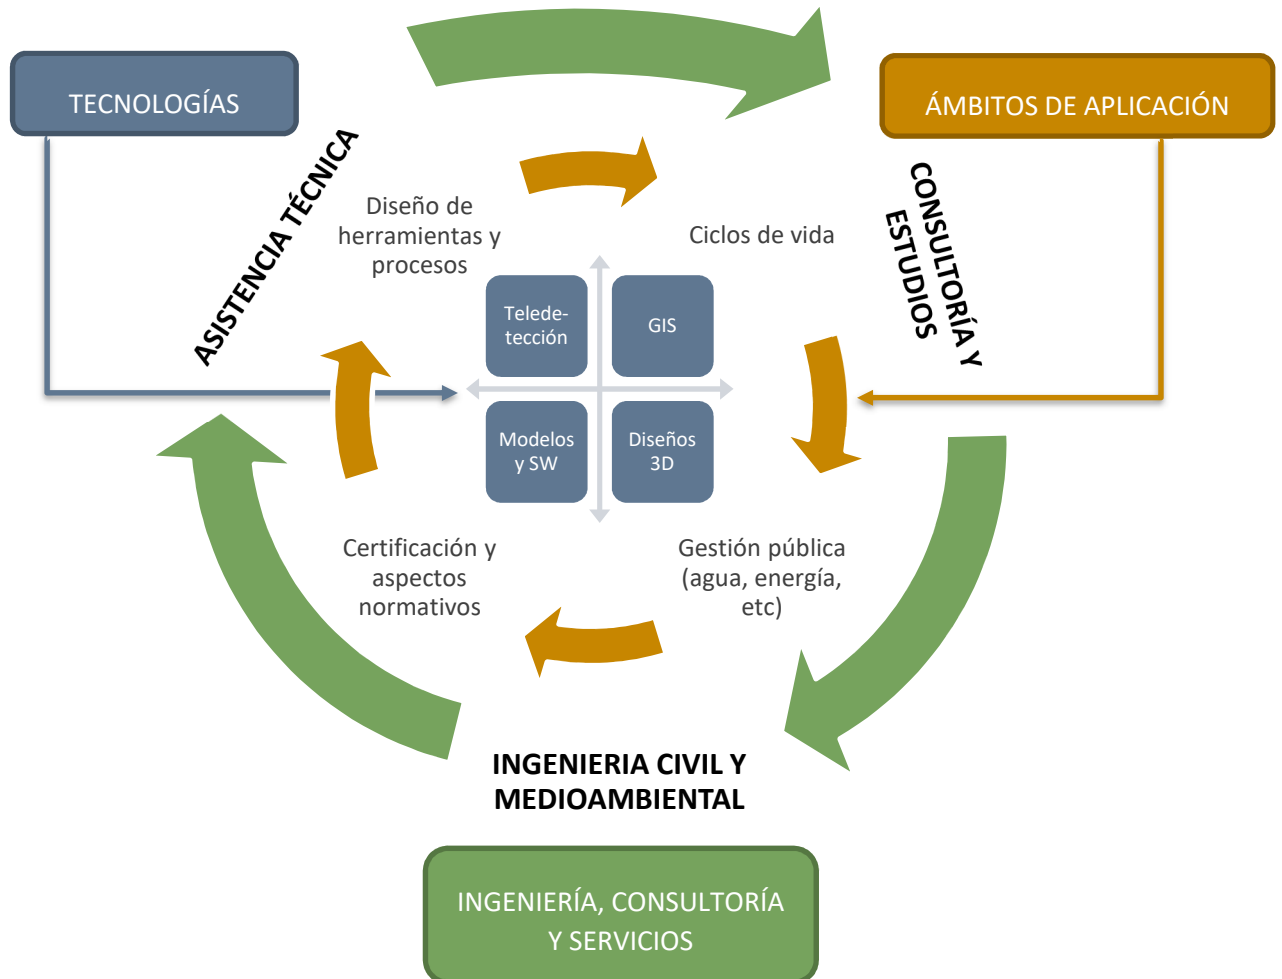 TECNOLOGÍAS
ÁMBITOS DE APLICACIÓN
ASISTENCIA TÉCNICA
CONSULTORÍA Y
ESTUDIOS
Diseño de
herramientas y
procesos
Ciclos de vida
Telede-
tección
GIS
Modelos
y SW
Diseños
3D
Certificación y
aspectos
normativos
Gestión pública
(agua, energía,
etc)
INGENIERIA CIVIL Y
MEDIOAMBIENTAL
INGENIERÍA, CONSULTORÍA
Y SERVICIOS